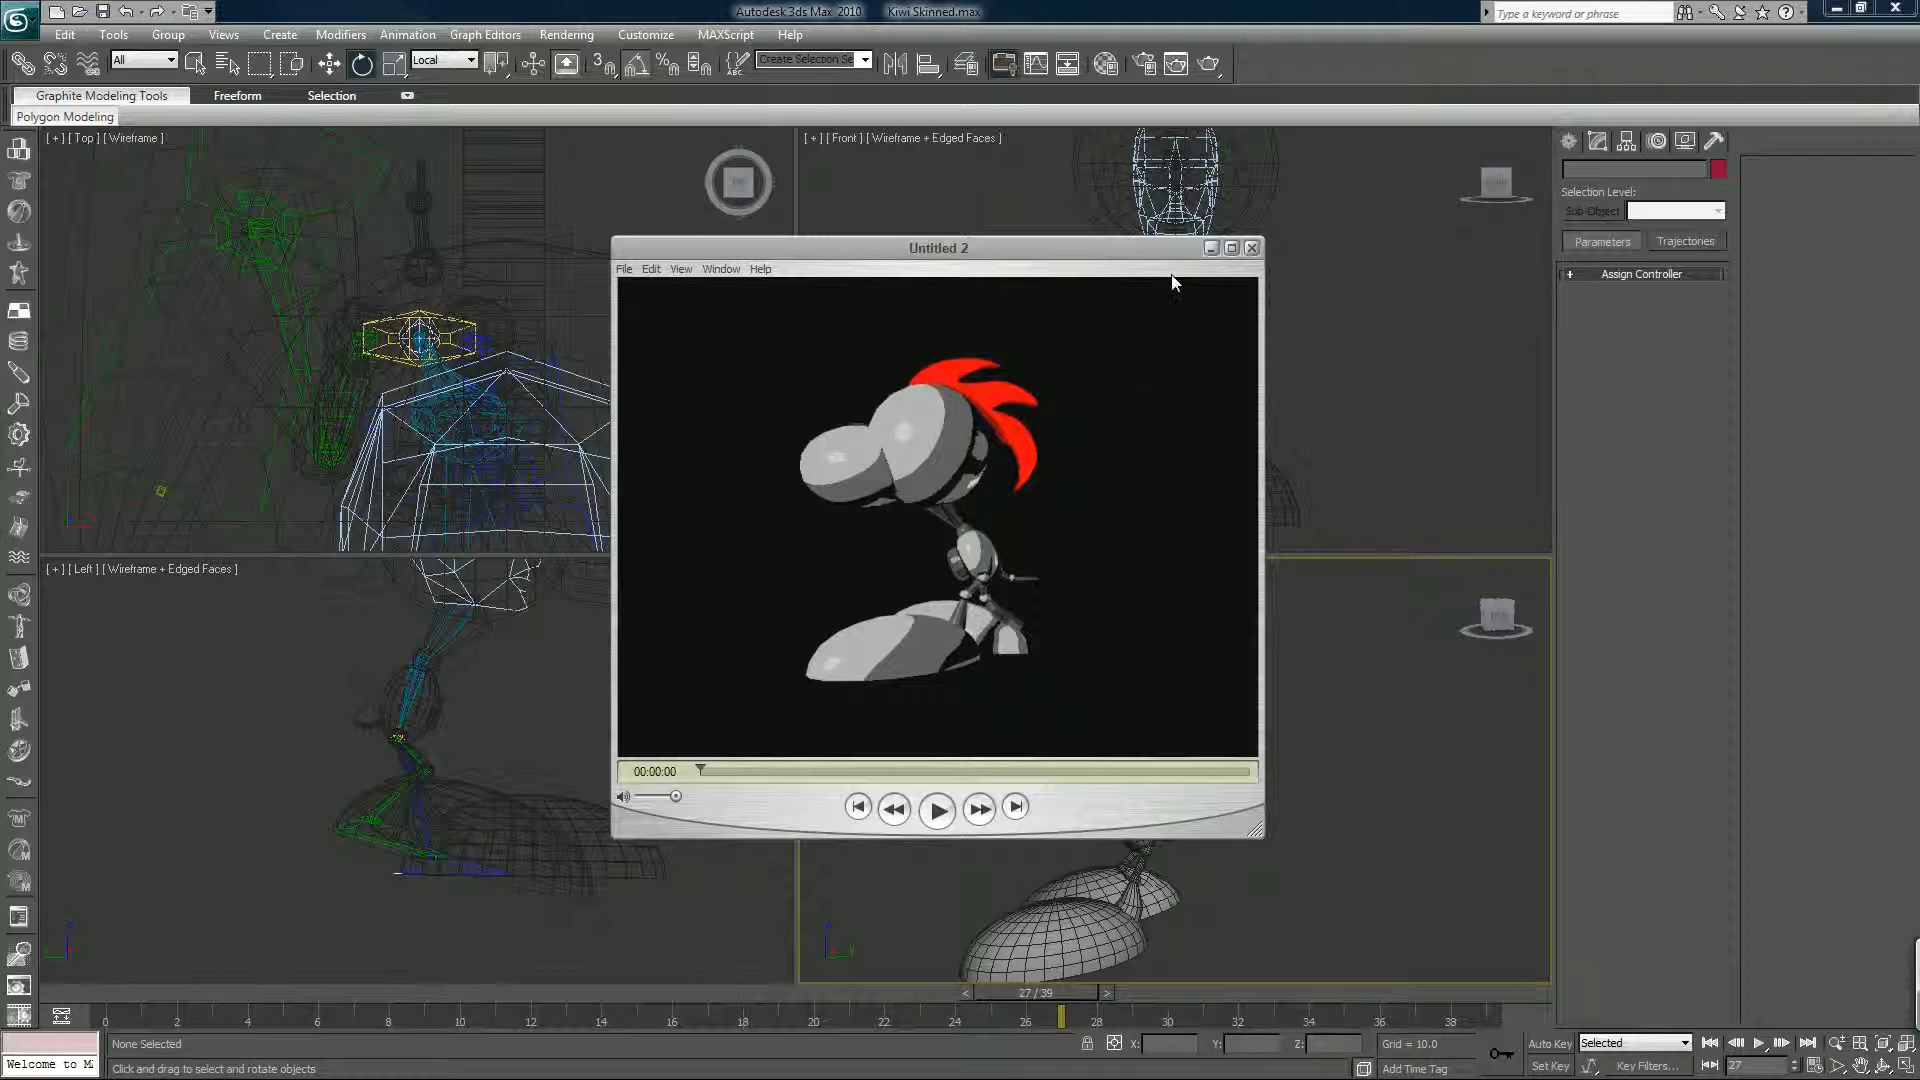 Autodesk 3ds Max 2010 Kiwi Skinned.max
Type a keyword or phrase
Edit Tools Group Views Create Modifiers Animation Graph Editors Rendering Customize MAXScript Help
All
Local
Create Selection Se
Graphite Modeling Tools Freeform Selection
Polygon Modeling
[ + ] [ Top ] [ Wireframe ]
[ + ] [ Front ] [ Wireframe + Edged Faces ]
Selection Level:
Sub-Object
Parameters Trajectories
+ Assign Controller
Untitled 2
File Edit View Window Help
[ + ] [ Left ] [ Wireframe + Edged Faces ]
00:00:00
< 27 / 39 >
0 2 4 6 8 10 12 14 16 18 20 22 24 26 28 30 32 34 36 38
None Selected
X: Y: Z: Grid = 10.0
Auto Key Selected
Welcome to M
Click and drag to select and rotate objects
Add Time Tag
Set Key Key Filters... 27